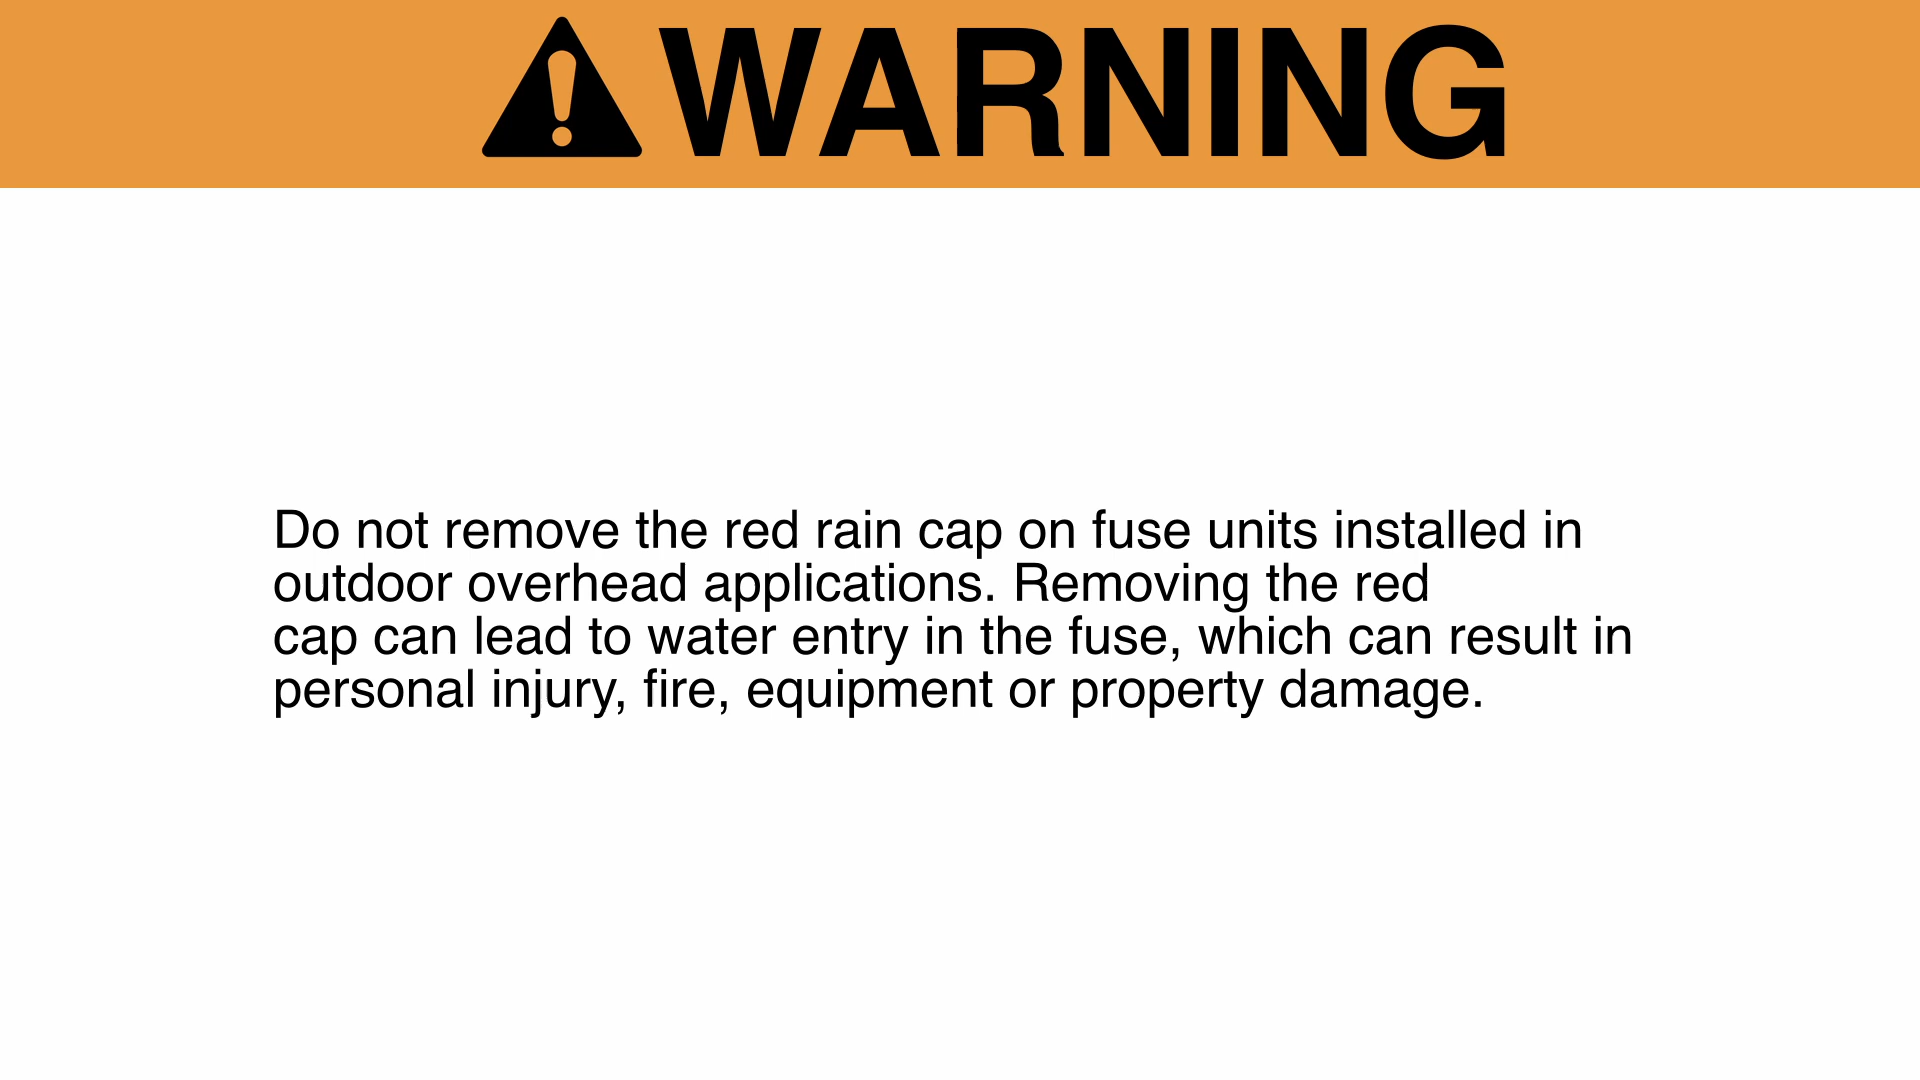 WARNING
Do not remove the red rain cap on fuse units installed in
outdoor overhead applications. Removing the red
cap can lead to water entry in the fuse, which can result in
personal injury, fire, equipment or property damage.